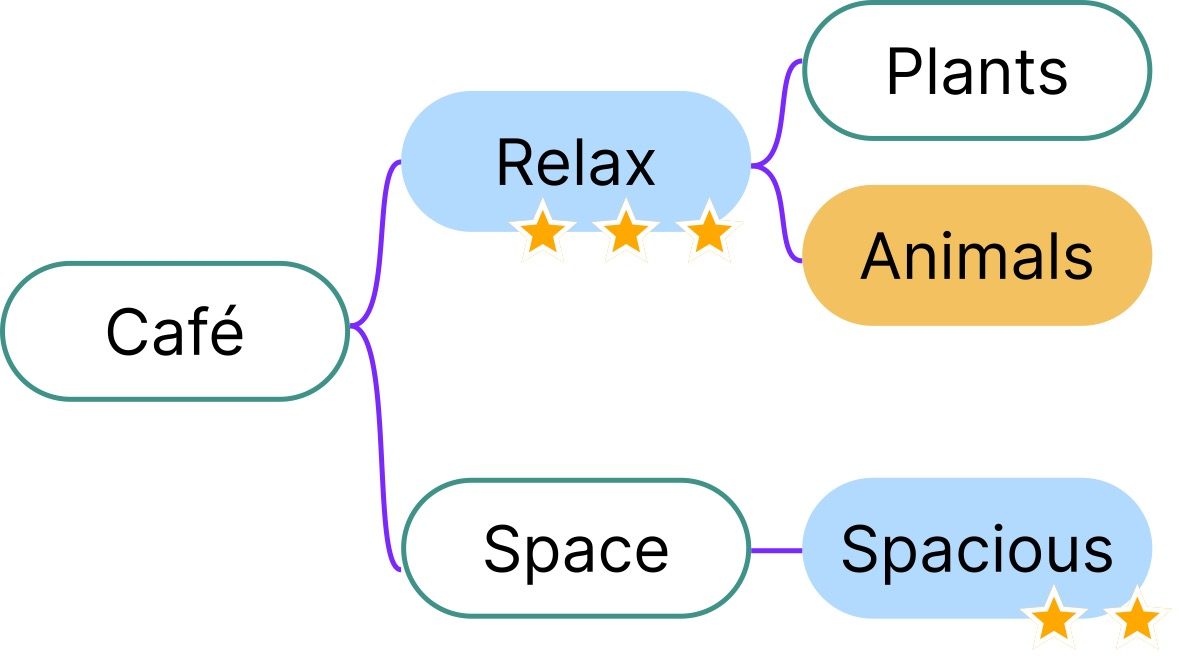 Café
Relax
Plants
Animals
Space
Spacious